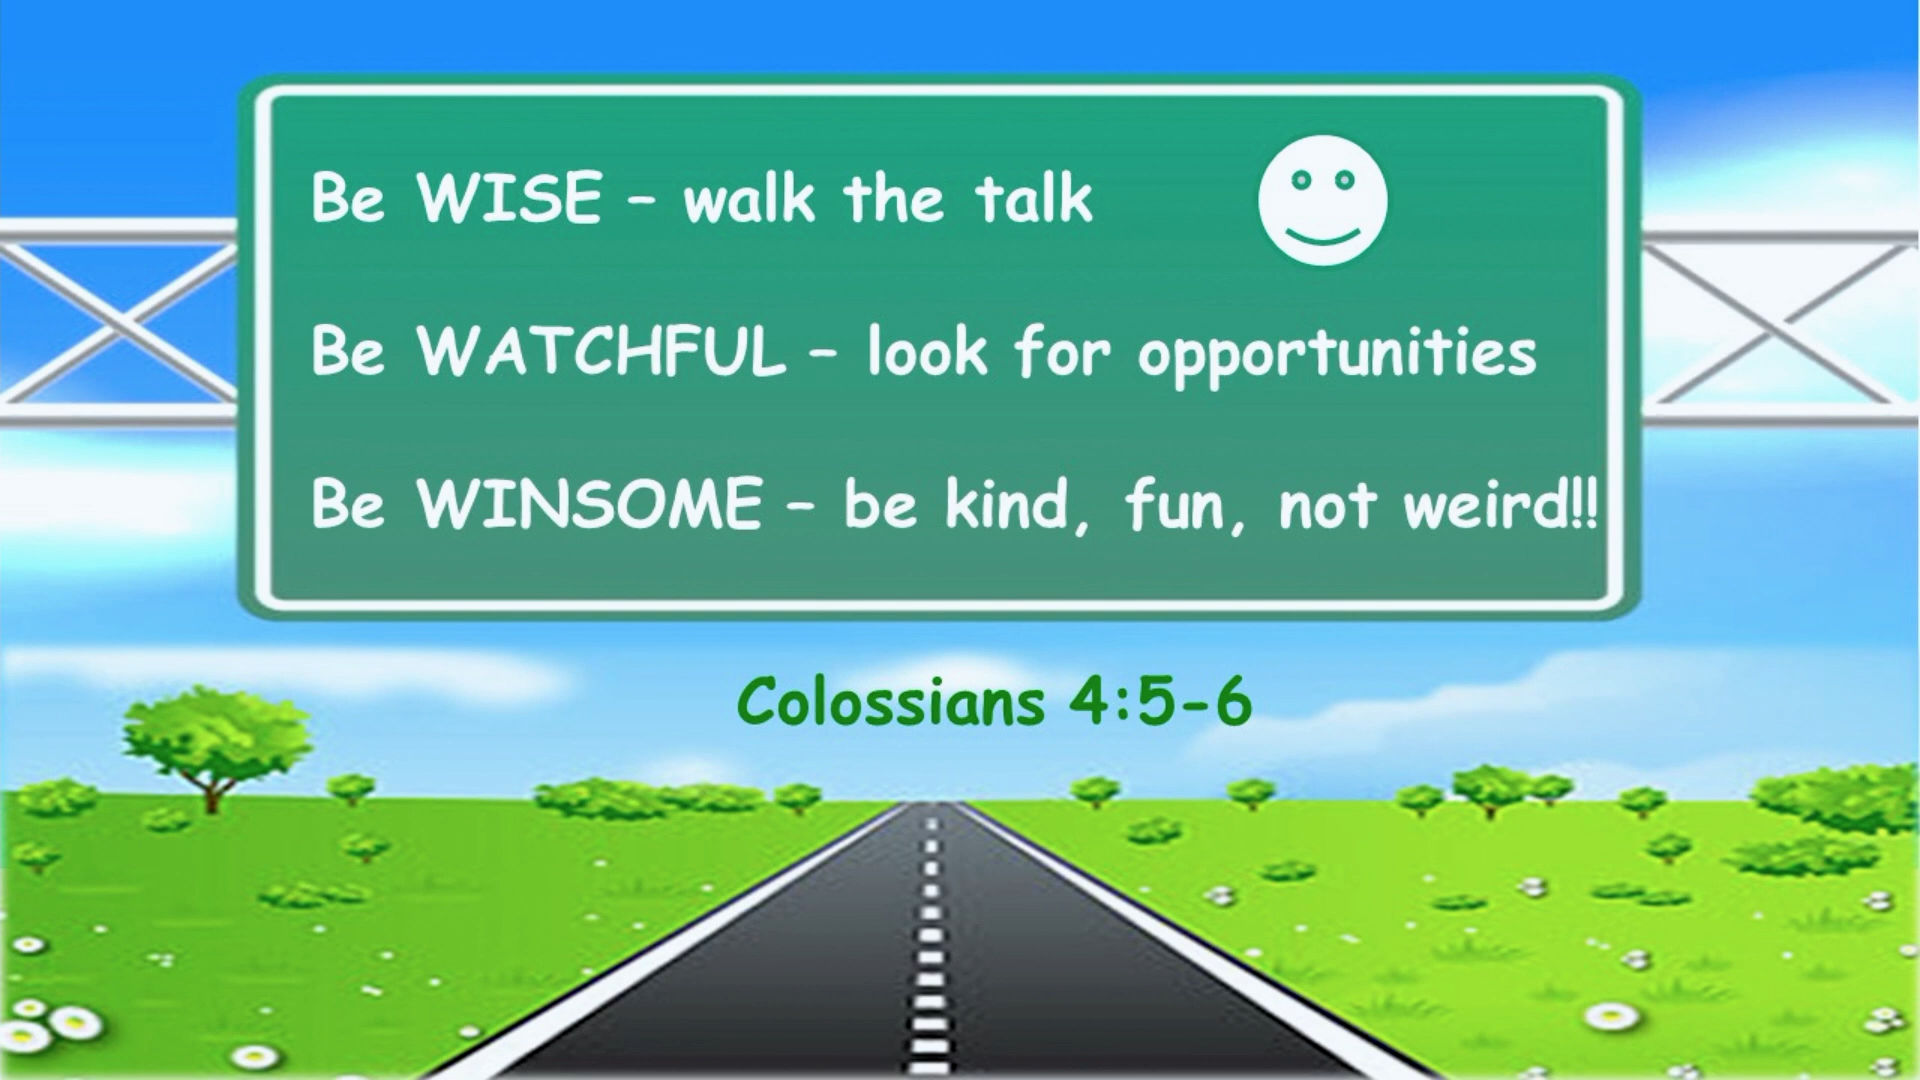 Be WISE – walk the talk
Be WATCHFUL – look for opportunities
Be WINSOME – be kind, fun, not weird!!
Colossians 4:5-6